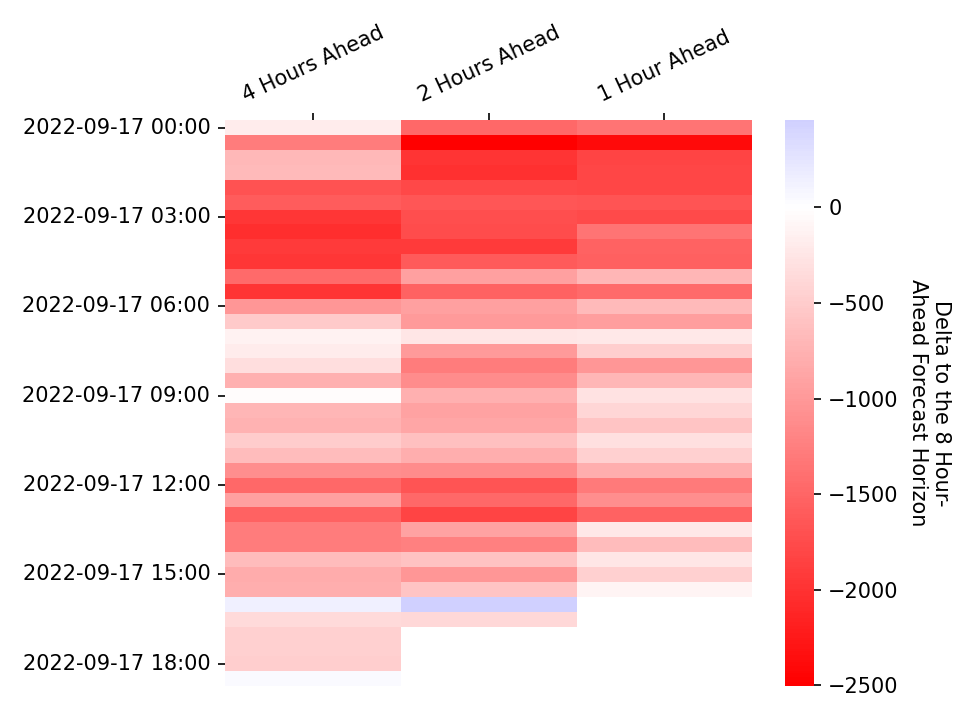 4 Hours Ahead
2 Hours Ahead
1 Hour Ahead
2022-09-17 00:00
2022-09-17 03:00
2022-09-17 06:00
2022-09-17 09:00
2022-09-17 12:00
2022-09-17 15:00
2022-09-17 18:00
0
−500
−1000
−1500
−2000
−2500
Delta to the 8 Hour-
Ahead Forecast Horizon